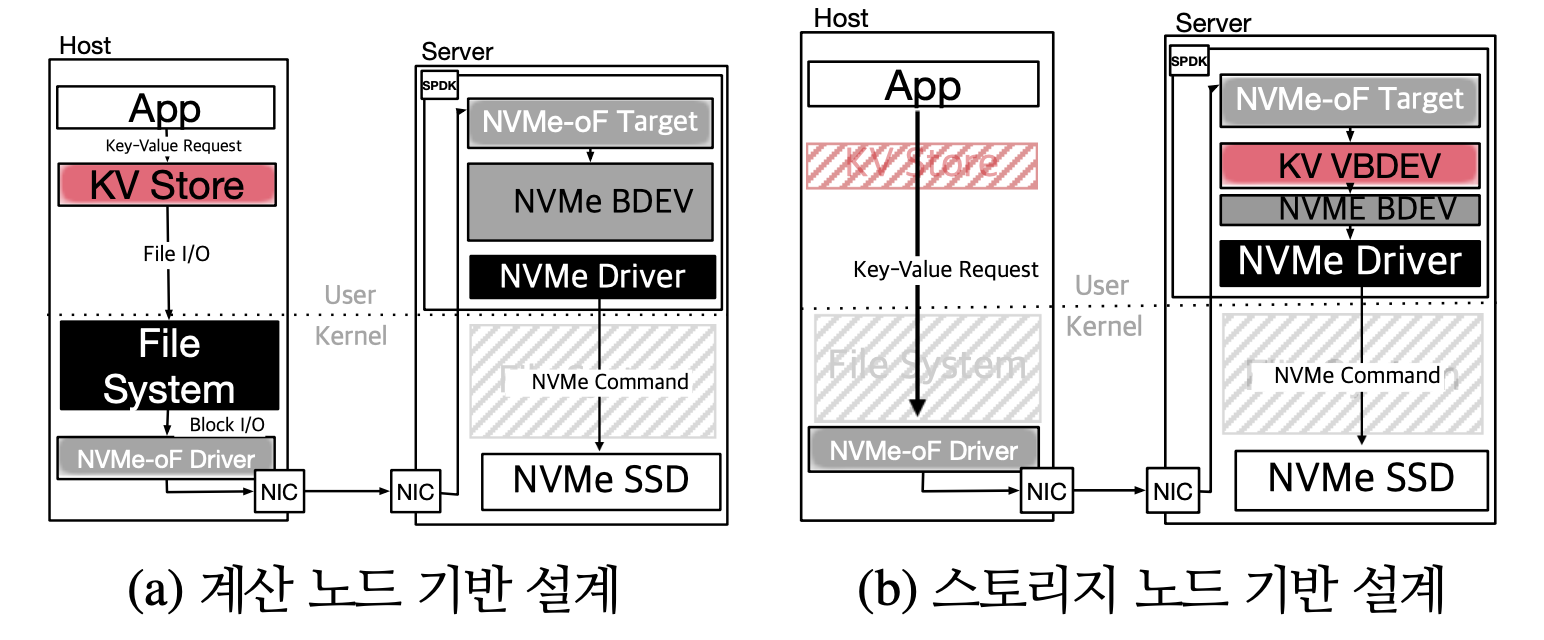 Host
App
Key-Value Request
KV Store
File I/O
File
System
Block I/O
NVMe-oF Driver
NIC
User
Kernel
Server
SPDK
NVMe-oF Target
NVMe BDEV
NVMe Driver
NVMe Command
NVMe SSD
NIC
(a) 계산 노드 기반 설계
Host
App
KV Store
Key-Value Request
File System
NVMe-oF Driver
NIC
User
Kernel
Server
SPDK
NVMe-oF Target
KV VBDEV
NVME BDEV
NVMe Driver
NVMe Command
NVMe SSD
NIC
(b) 스토리지 노드 기반 설계